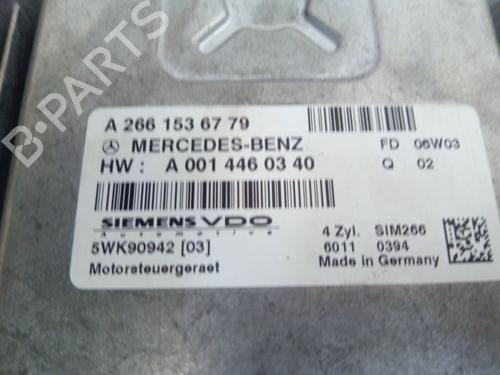 A 266 153 67 79
MERCEDES-BENZ FD 06W03
HW : A 001 446 03 40 Q 02
SIEMENS VDO
Automotive
4 Zyl. SIM266
5WK90942 [03] 6011 0394
Motorsteuergeraet Made in Germany
B-PARTS